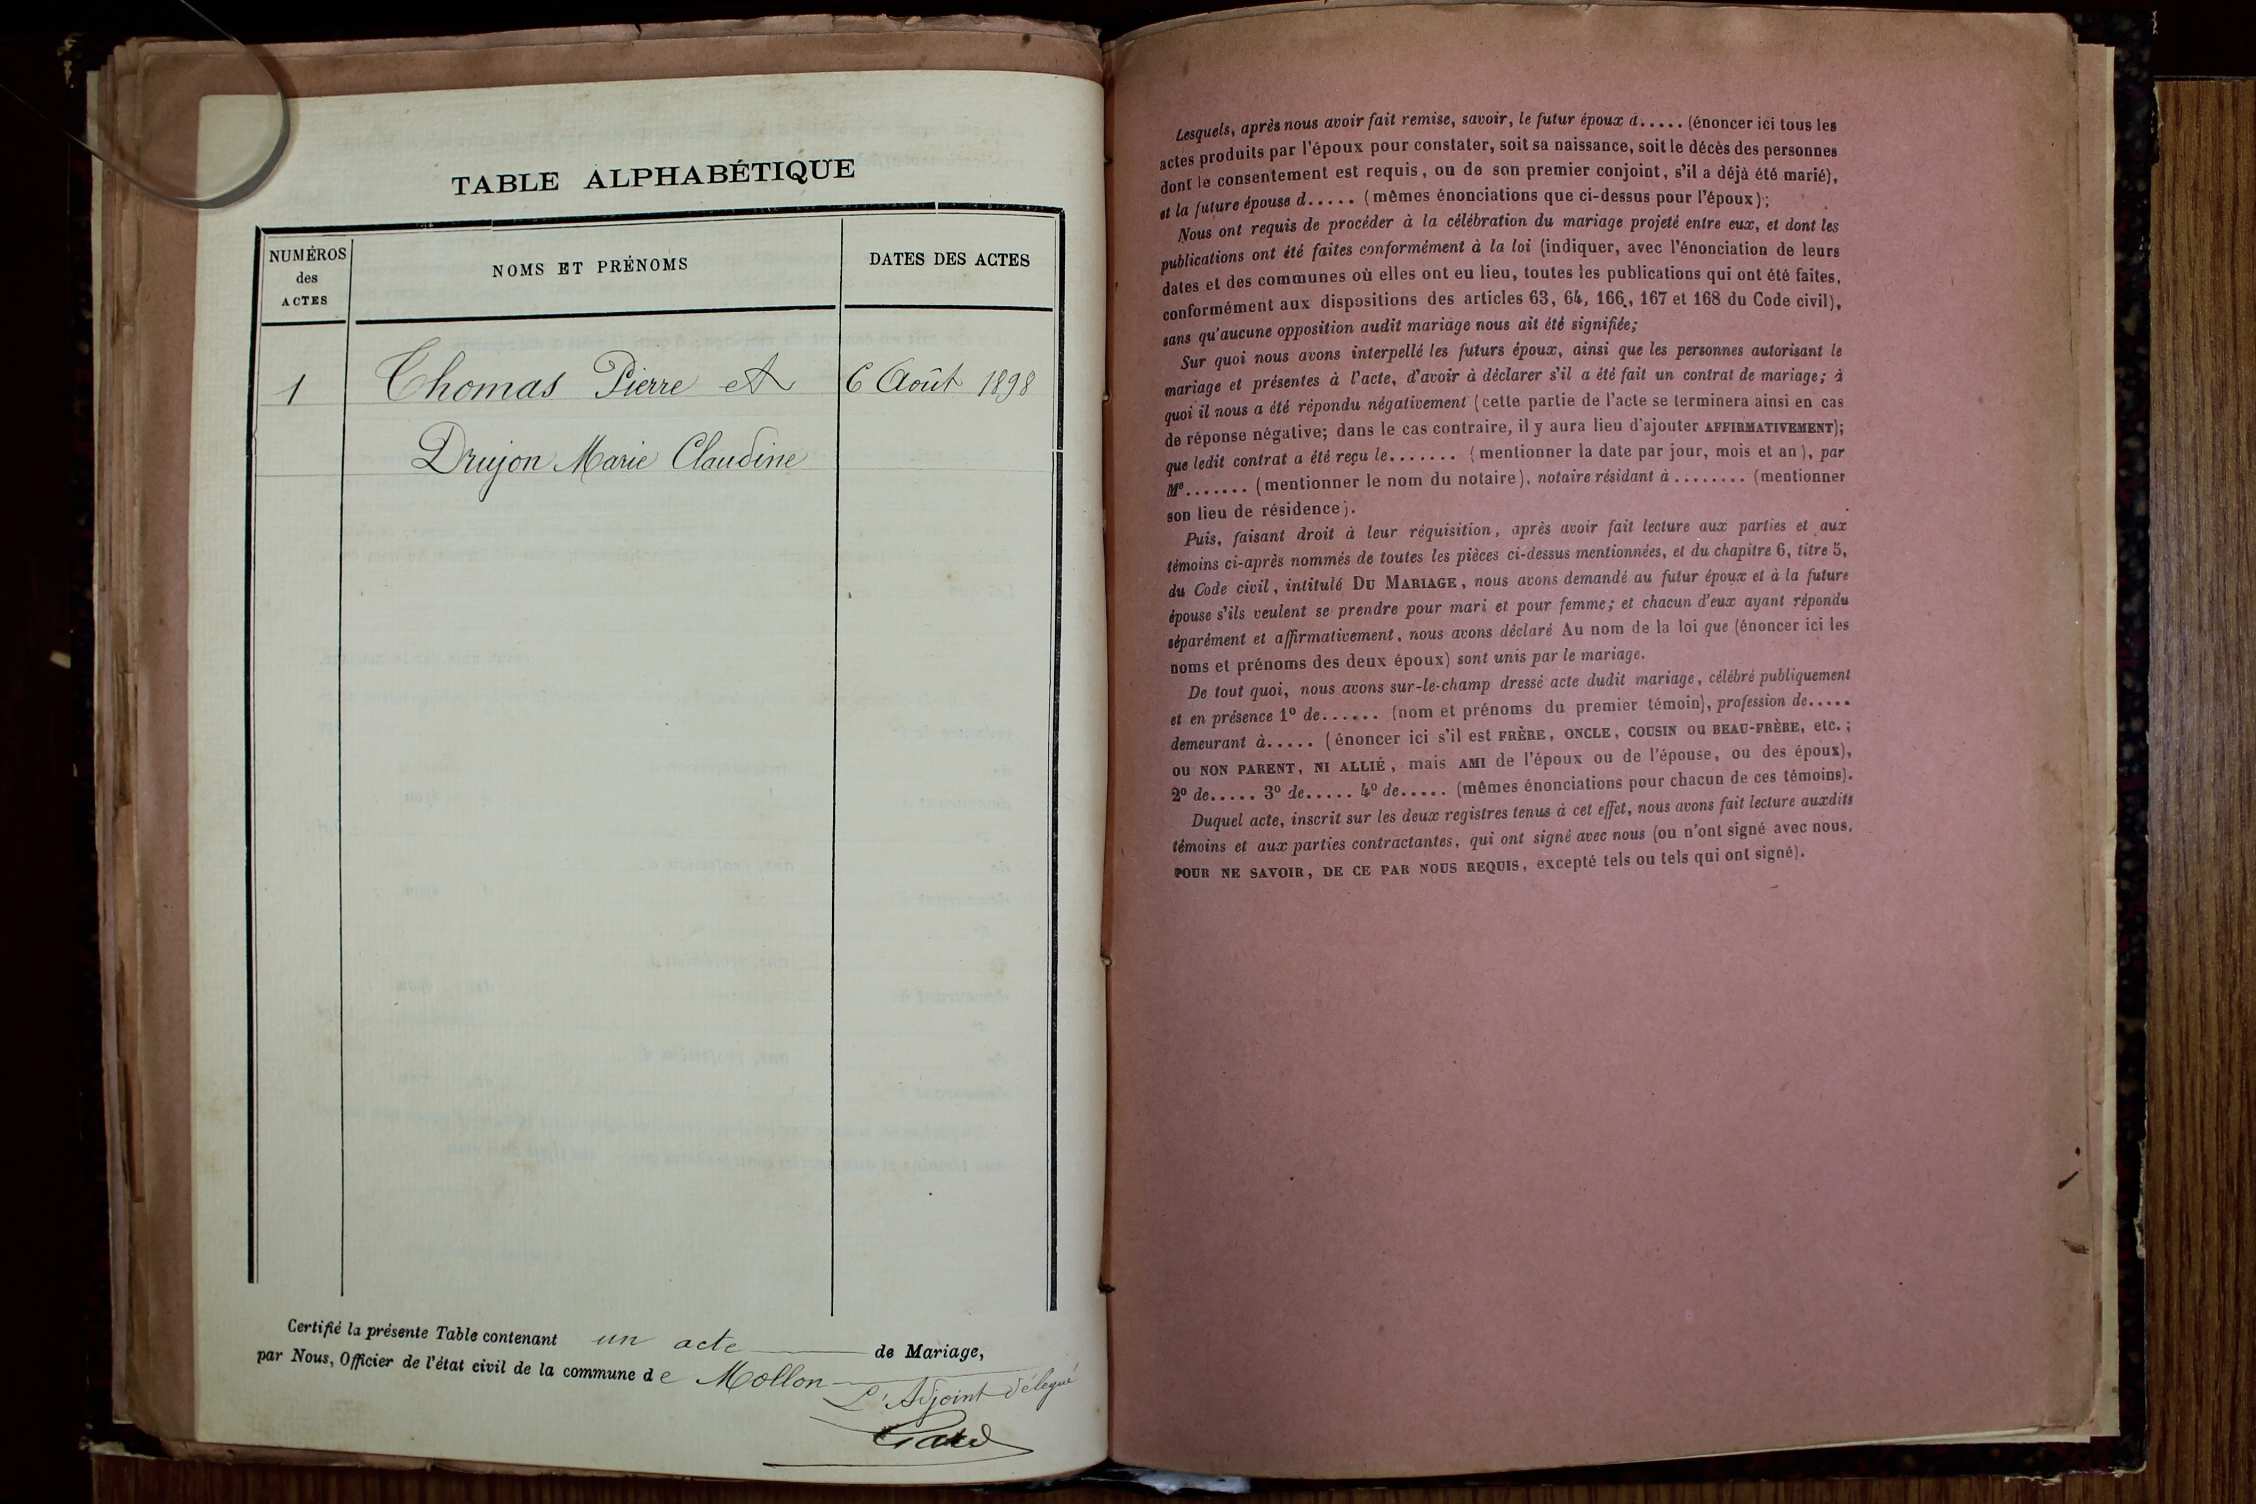 TABLE ALPHABÉTIQUE
NUMÉROS
des
ACTES
NOMS ET PRÉNOMS
DATES DES ACTES
1
Thomas Pierre et
6 Août 1898
Drujon Marie Claudine
Certifié la présente Table contenant un acte de Mariage,
par Nous, Officier de l'état civil de la commune de Mollon
L'Adjoint délegué
Lesquels, après nous avoir fait remise, savoir, le futur époux d..... (énoncer ici tous les
actes produits par l'époux pour constater, soit sa naissance, soit le décès des personnes
dont le consentement est requis, ou de son premier conjoint, s'il a déjà été marié),
et la future épouse d..... (mêmes énonciations que ci-dessus pour l'époux);
Nous ont requis de procéder à la célébration du mariage projeté entre eux, et dont les
publications ont été faites conformément à la loi (indiquer, avec l'énonciation de leurs
dates et des communes où elles ont eu lieu, toutes les publications qui ont été faites,
conformément aux dispositions des articles 63, 64, 166, 167 et 168 du Code civil),
sans qu'aucune opposition audit mariage nous ait été signifiée;
Sur quoi nous avons interpellé les futurs époux, ainsi que les personnes autorisant le
mariage et présentes à l'acte, d'avoir à déclarer s'il a été fait un contrat de mariage; à
quoi il nous a été répondu négativement (cette partie de l'acte se terminera ainsi en cas
de réponse négative; dans le cas contraire, il y aura lieu d'ajouter AFFIRMATIVEMENT);
que ledit contrat a été reçu le....... (mentionner la date par jour, mois et an), par
Me....... (mentionner le nom du notaire), notaire résidant à ........ (mentionner
son lieu de résidence).
Puis, faisant droit à leur réquisition, après avoir fait lecture aux parties et aux
témoins ci-après nommés de toutes les pièces ci-dessus mentionnées, et du chapitre 6, titre 5,
du Code civil, intitulé DU MARIAGE, nous avons demandé au futur époux et à la future
épouse s'ils veulent se prendre pour mari et pour femme; et chacun d'eux ayant répondu
séparément et affirmativement, nous avons déclaré Au nom de la loi que (énoncer ici les
noms et prénoms des deux époux) sont unis par le mariage.
De tout quoi, nous avons sur-le-champ dressé acte dudit mariage, célébré publiquement
et en présence 1º de...... (nom et prénoms du premier témoin), profession de.....
demeurant à..... (énoncer ici s'il est FRÈRE, ONCLE, COUSIN OU BEAU-FRÈRE, etc.;
OU NON PARENT, NI ALLIÉ, mais AMI de l'époux ou de l'épouse, ou des époux),
2º de..... 3º de..... 4º de..... (mêmes énonciations pour chacun de ces témoins).
Duquel acte, inscrit sur les deux registres tenus à cet effet, nous avons fait lecture auxdits
témoins et aux parties contractantes, qui ont signé avec nous (ou n'ont signé avec nous,
POUR NE SAVOIR, DE CE PAR NOUS REQUIS, excepté tels ou tels qui ont signé).